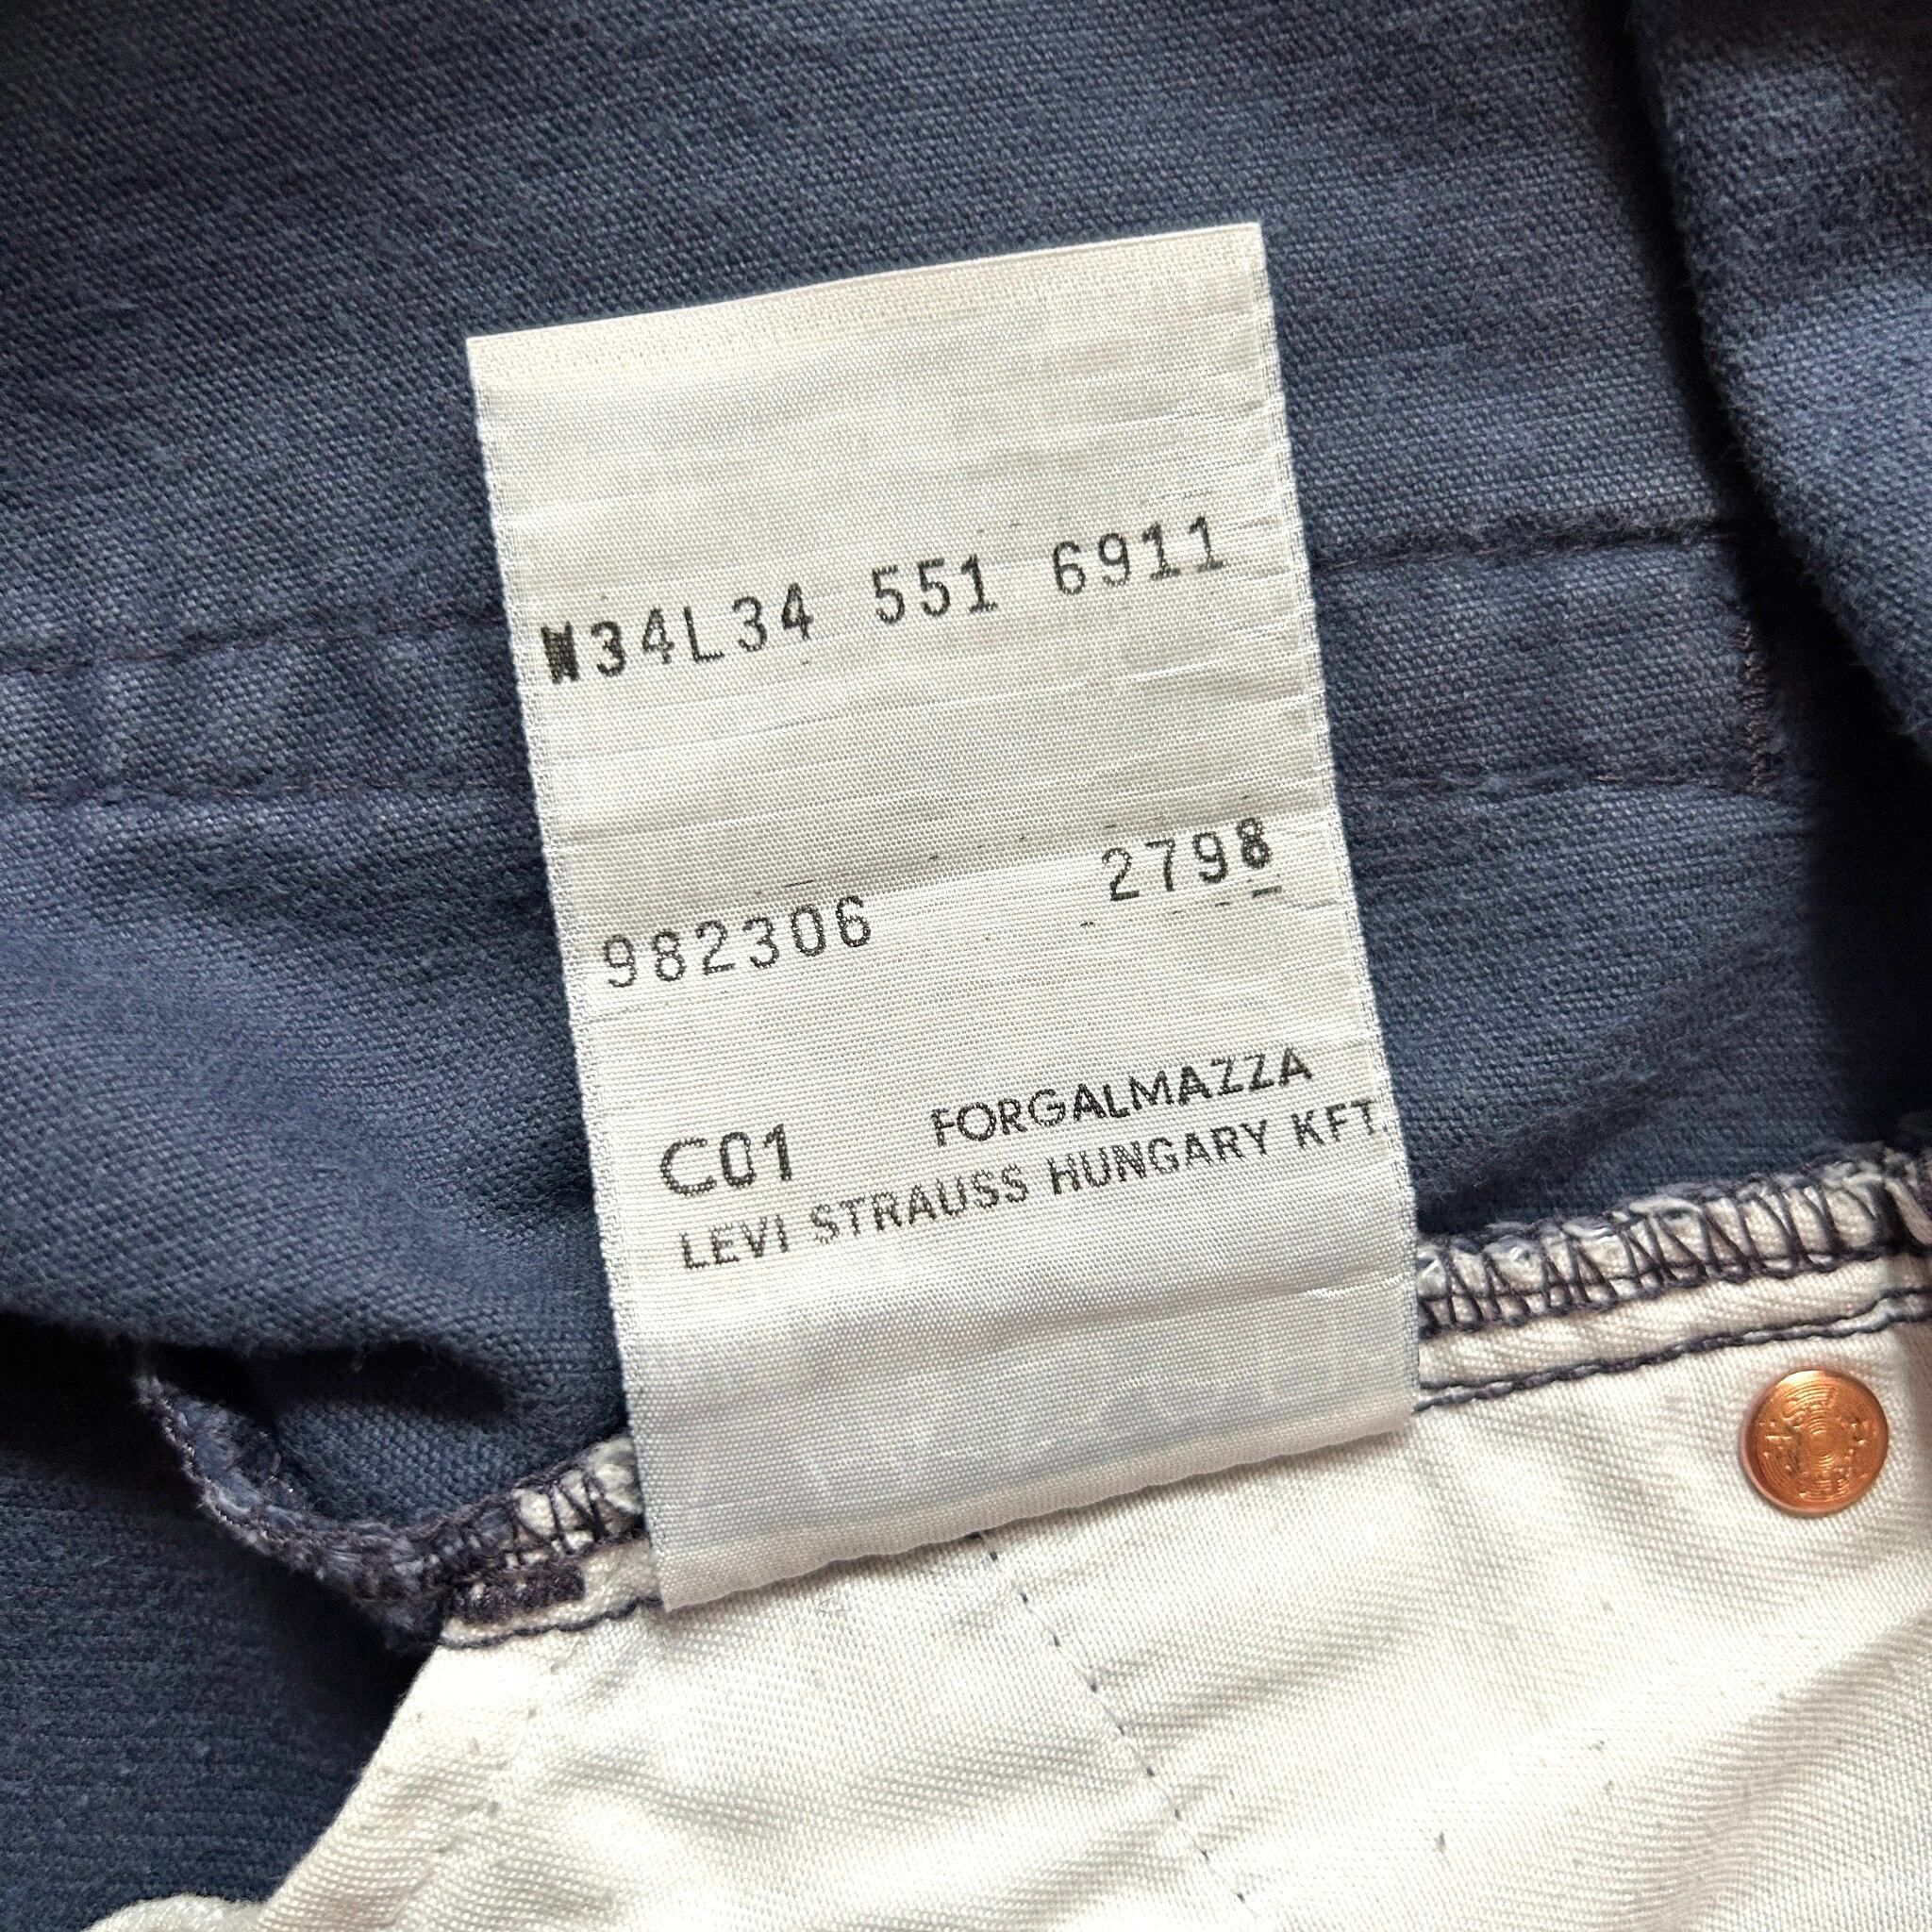 W34L34 551 6911
982306 2798
C01 FORGALMAZZA
LEVI STRAUSS HUNGARY KFT.